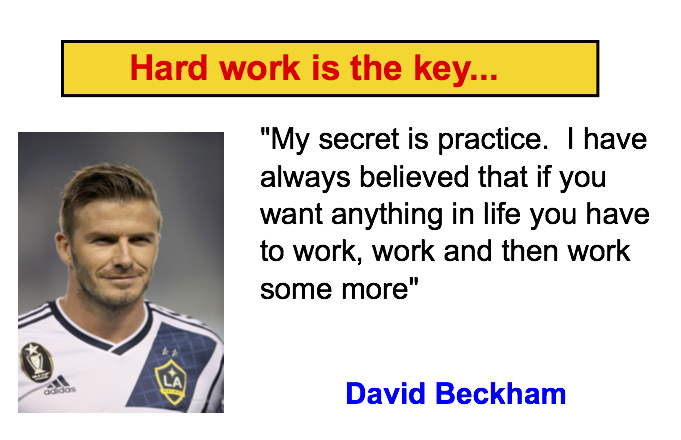 Hard work is the key...
"My secret is practice.  I have
always believed that if you
want anything in life you have
to work, work and then work
some more"
adidas
LA
David Beckham